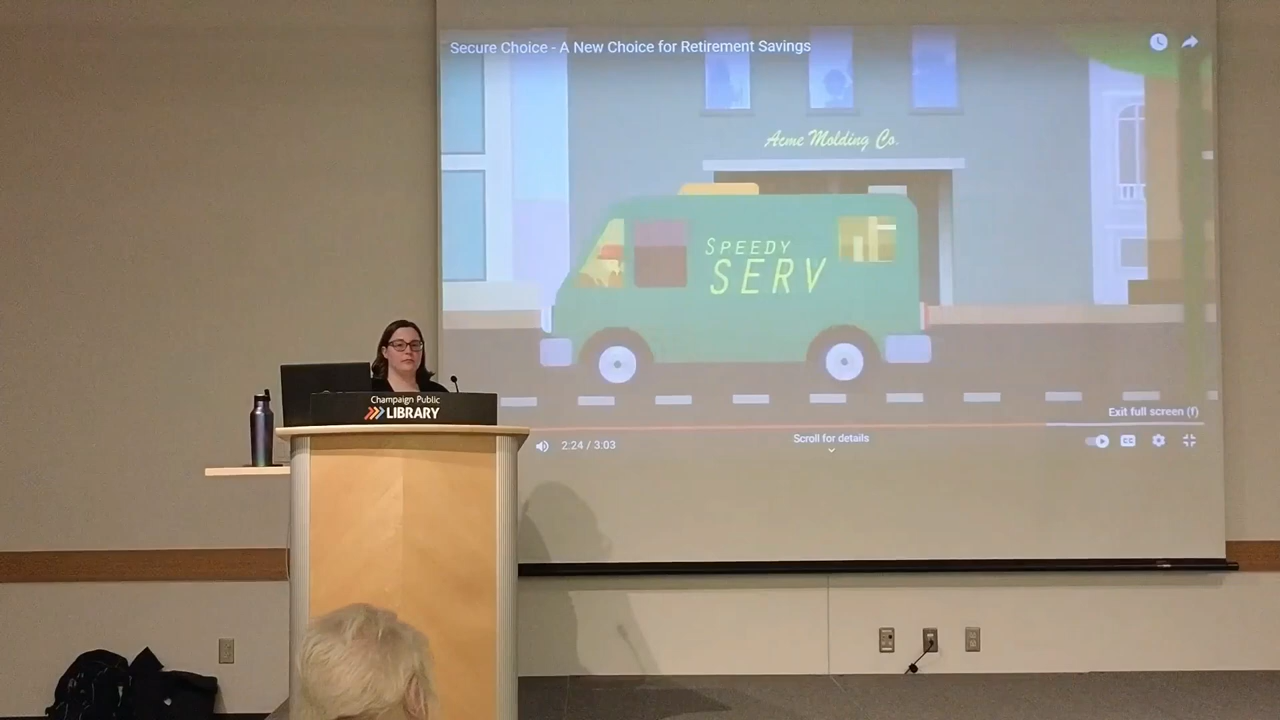 Secure Choice - A New Choice for Retirement Savings
Acme Molding Co.
SPEEDY
SERV
Exit full screen (f)
2:24 / 3:03
Scroll for details
CC
Champaign Public
LIBRARY